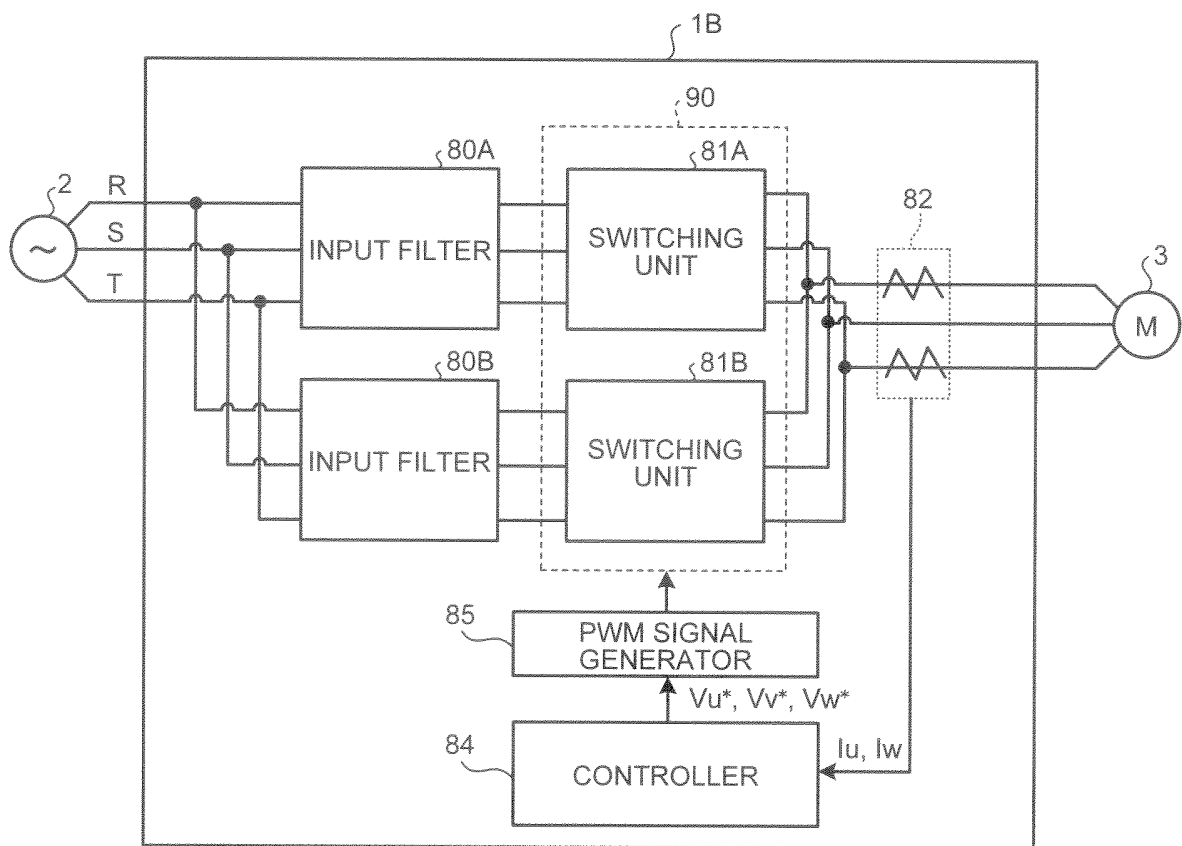 1B
90
2
R
S
T
~
80A
INPUT FILTER
81A
SWITCHING
UNIT
82
3
M
80B
INPUT FILTER
81B
SWITCHING
UNIT
85
PWM SIGNAL
GENERATOR
Vu*, Vv*, Vw*
84
CONTROLLER
Iu, Iw